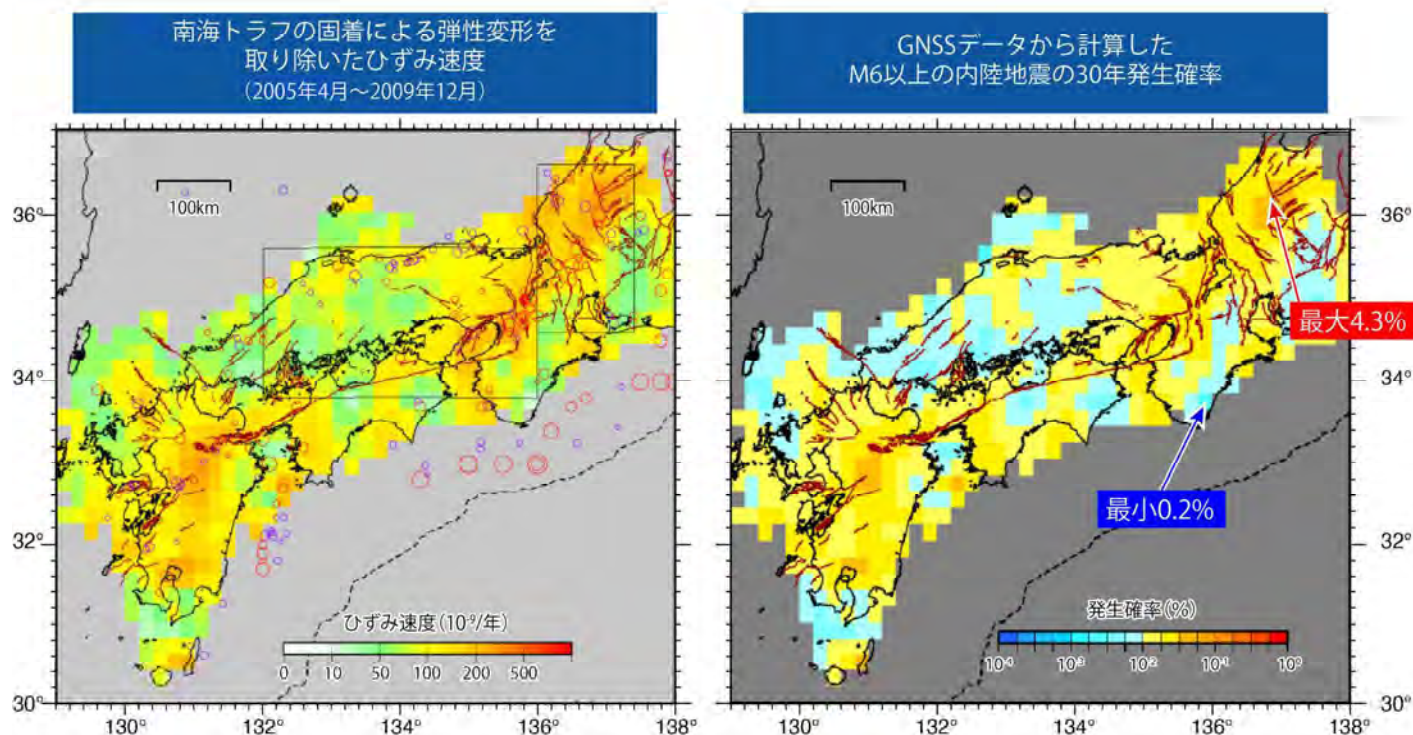 南海トラフの固着による弾性変形を
取り除いたひずみ速度
（2005年4月～2009年12月）
GNSSデータから計算した
M6以上の内陸地震の30年発生確率
100km
36°
34°
32°
30°
130°
132°
134°
136°
138°
ひずみ速度（10⁻⁹/年）
0
10
50
100
200
500
100km
最大4.3%
最小0.2%
発生確率（%）
10⁻⁴
10⁻³
10⁻²
10⁻¹
10⁰
36°
34°
32°
30°
130°
132°
134°
136°
138°